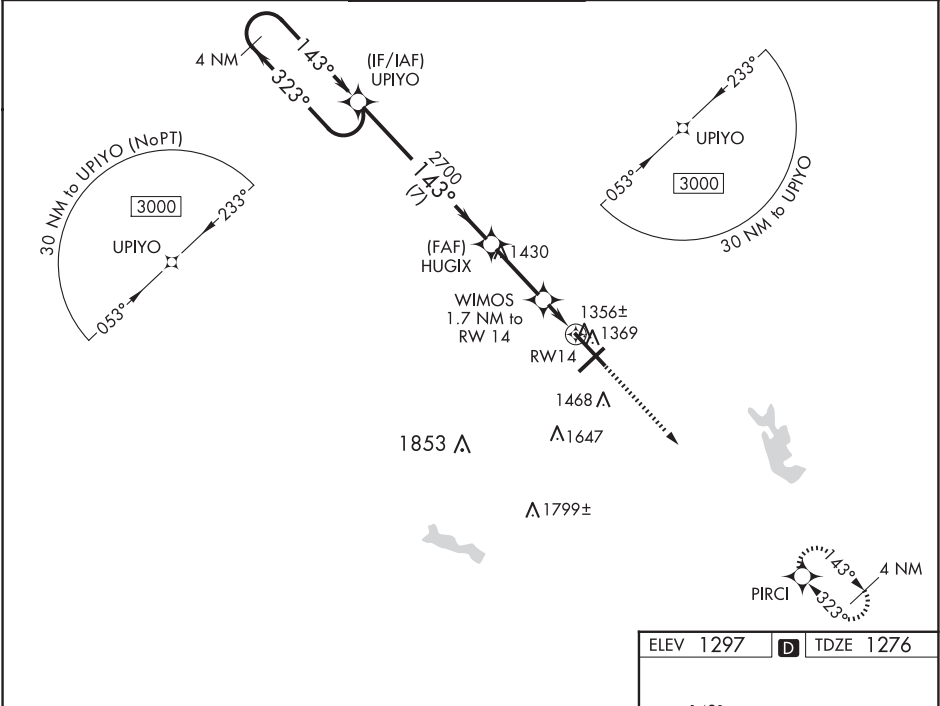 4 NM
143°
323°
(IF/IAF)
UPIYO
30 NM to UPIYO (NoPT)
3000
233°
UPIYO
053°
233°
UPIYO
053°
3000
30 NM to UPIYO
2700
143°
(7)
(FAF)
HUGIX
1430
WIMOS
1.7 NM to
RW 14
1356±
1369
RW14
1468
1647
1853
1799±
143°
4 NM
PIRCI
323°
ELEV 1297 D TDZE 1276